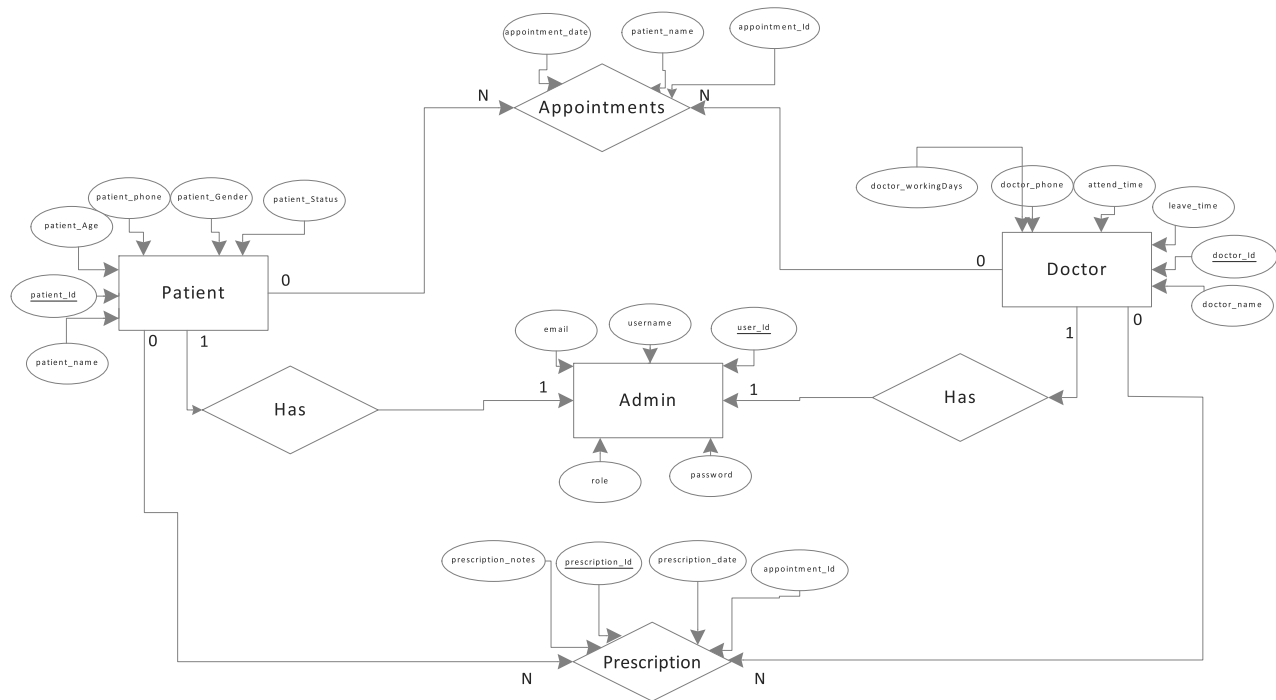 appointment_date
patient_name
appointment_Id
N
Appointments
N
patient_phone
patient_Gender
patient_Status
patient_Age
patient_Id
patient_name
Patient
0
0
1
doctor_workingDays
doctor_phone
attend_time
leave_time
doctor_Id
doctor_name
Doctor
0
1
0
email
username
user_Id
Has
1
Admin
1
Has
role
password
prescription_notes
prescription_Id
prescription_date
appointment_Id
Prescription
N
N